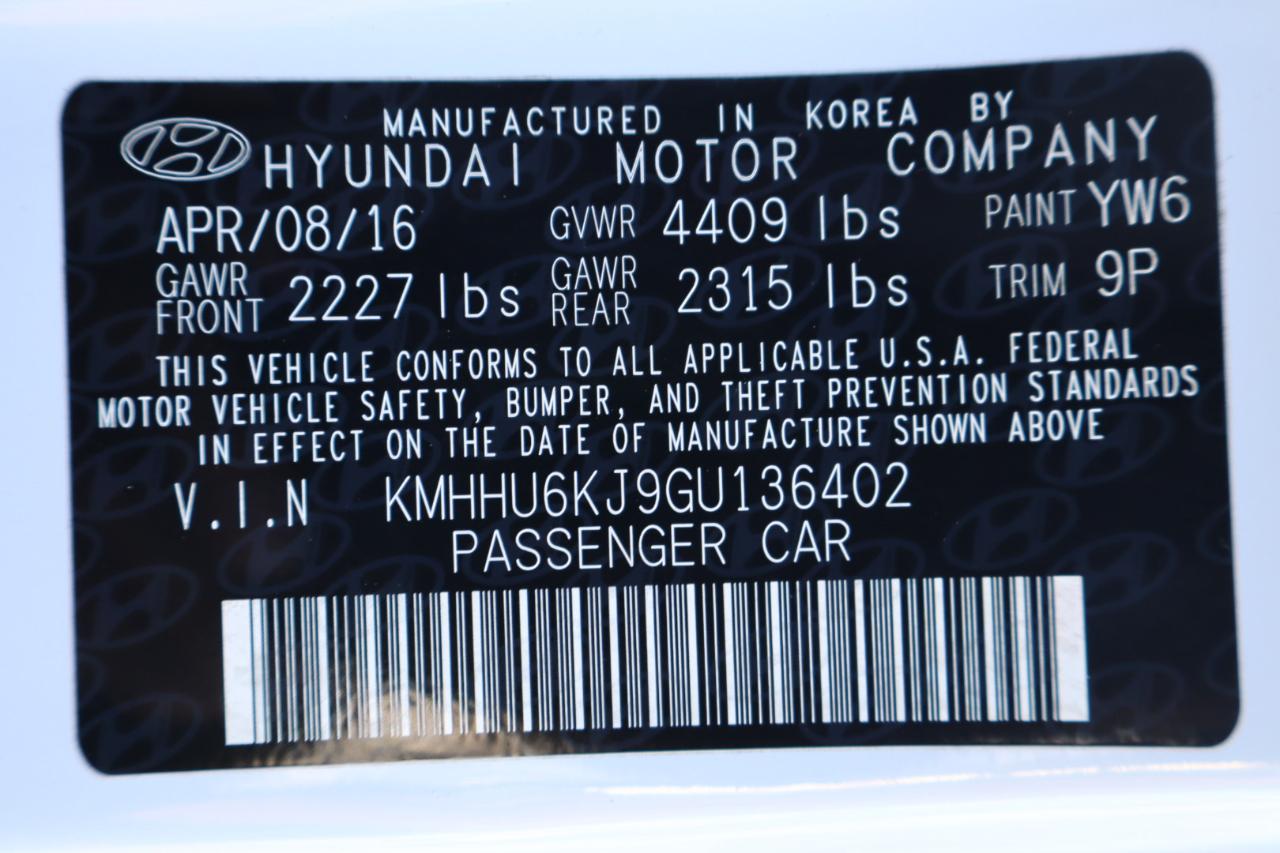 MANUFACTURED IN KOREA BY
HYUNDAI MOTOR COMPANY
APR/08/16 GVWR 4409 lbs PAINT YW6
GAWR FRONT 2227 lbs GAWR REAR 2315 lbs TRIM 9P
THIS VEHICLE CONFORMS TO ALL APPLICABLE U.S.A. FEDERAL
MOTOR VEHICLE SAFETY, BUMPER, AND THEFT PREVENTION STANDARDS
IN EFFECT ON THE DATE OF MANUFACTURE SHOWN ABOVE
V.I.N KMHHU6KJ9GU136402
PASSENGER CAR